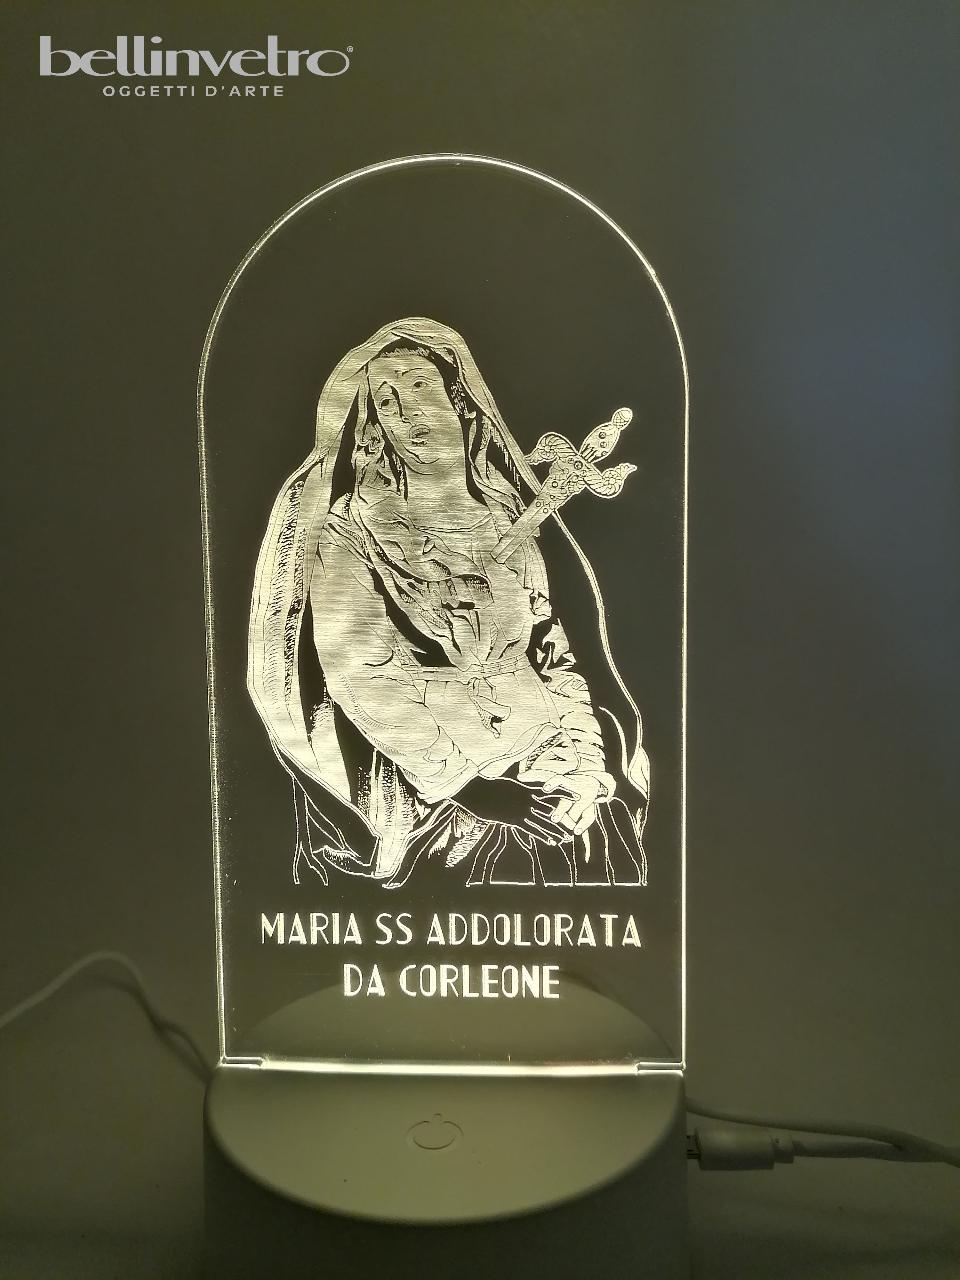 bellinvetro®
OGGETTI D'ARTE
MARIA SS ADDOLORATA
DA CORLEONE